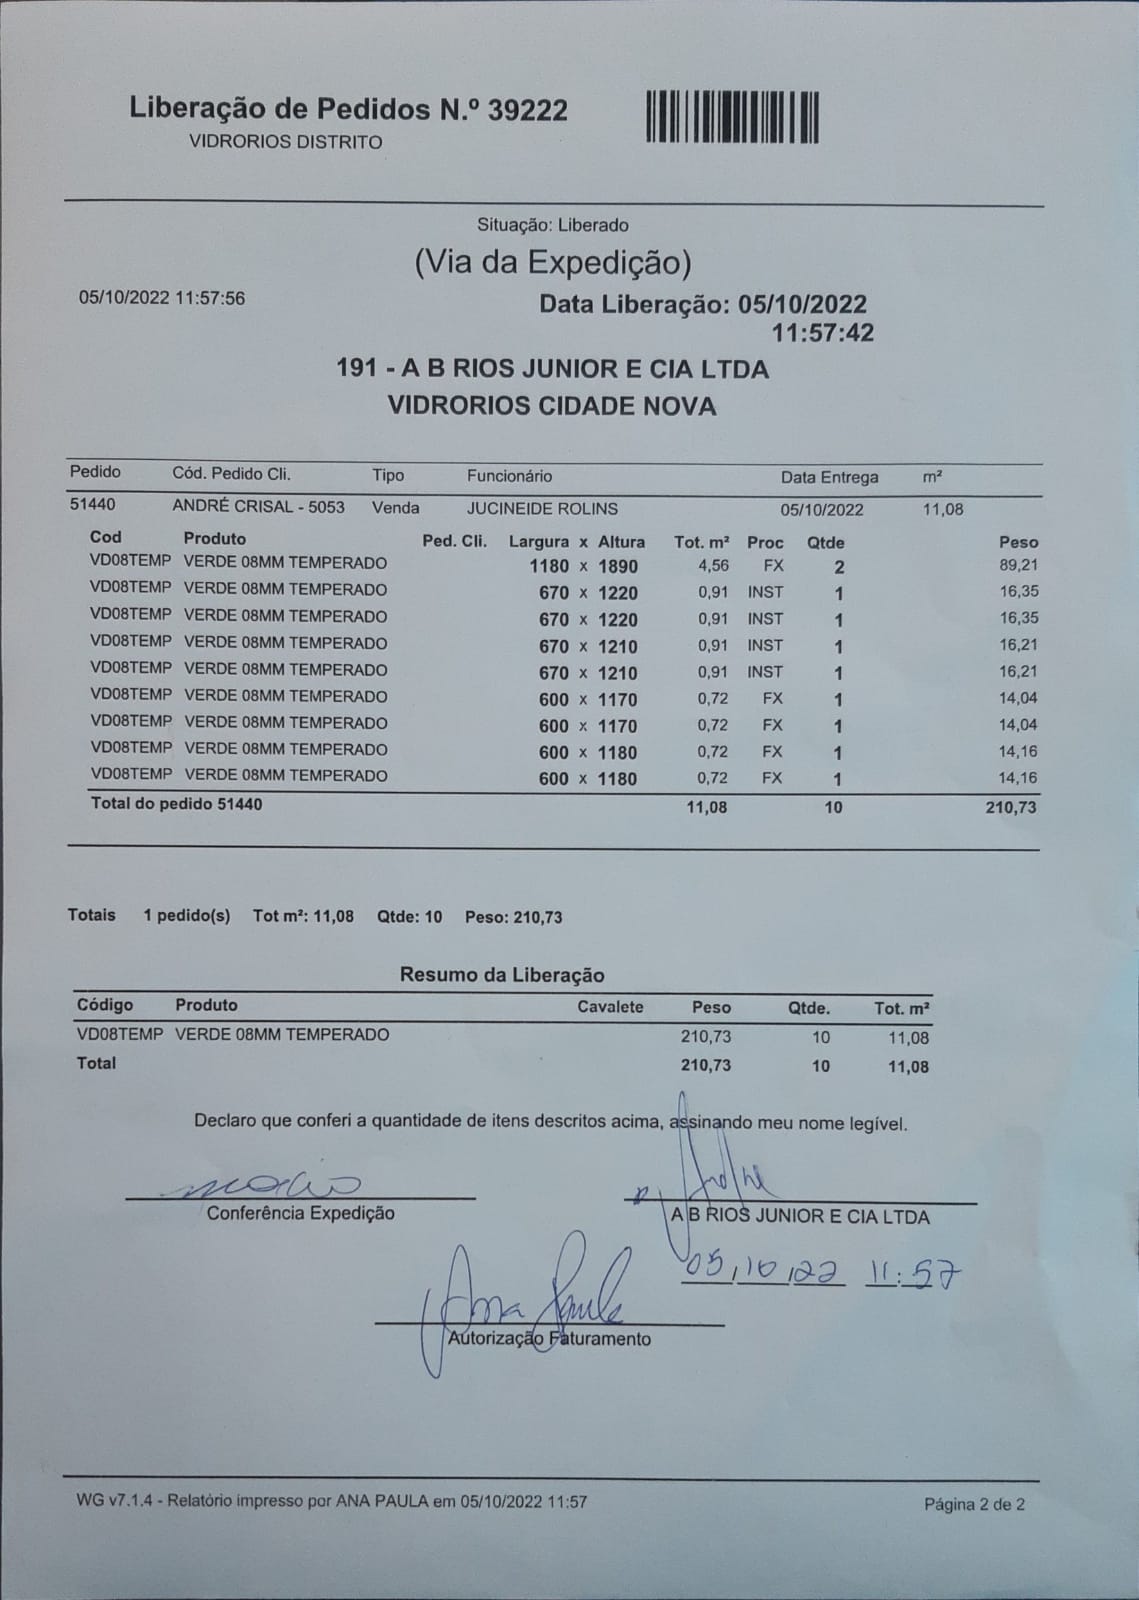 Liberação de Pedidos N.º 39222
VIDRORIOS DISTRITO
Situação: Liberado
(Via da Expedição)
05/10/2022 11:57:56
Data Liberação: 05/10/2022
11:57:42
191 - A B RIOS JUNIOR E CIA LTDA
VIDRORIOS CIDADE NOVA
Pedido Cód. Pedido Cli. Tipo Funcionário Data Entrega m²
51440 ANDRÉ CRISAL - 5053 Venda JUCINEIDE ROLINS 05/10/2022 11,08
Cod Produto Ped. Cli. Largura x Altura Tot. m² Proc Qtde Peso
VD08TEMP VERDE 08MM TEMPERADO 1180 x 1890 4,56 FX 2 89,21
VD08TEMP VERDE 08MM TEMPERADO 670 x 1220 0,91 INST 1 16,35
VD08TEMP VERDE 08MM TEMPERADO 670 x 1220 0,91 INST 1 16,35
VD08TEMP VERDE 08MM TEMPERADO 670 x 1210 0,91 INST 1 16,21
VD08TEMP VERDE 08MM TEMPERADO 670 x 1210 0,91 INST 1 16,21
VD08TEMP VERDE 08MM TEMPERADO 600 x 1170 0,72 FX 1 14,04
VD08TEMP VERDE 08MM TEMPERADO 600 x 1170 0,72 FX 1 14,04
VD08TEMP VERDE 08MM TEMPERADO 600 x 1180 0,72 FX 1 14,16
VD08TEMP VERDE 08MM TEMPERADO 600 x 1180 0,72 FX 1 14,16
Total do pedido 51440 11,08 10 210,73
Totais 1 pedido(s) Tot m²: 11,08 Qtde: 10 Peso: 210,73
Resumo da Liberação
Código Produto Cavalete Peso Qtde. Tot. m²
VD08TEMP VERDE 08MM TEMPERADO 210,73 10 11,08
Total 210,73 10 11,08
Declaro que conferi a quantidade de itens descritos acima, assinando meu nome legível.
Conferência Expedição
A B RIOS JUNIOR E CIA LTDA
05,10,22 11:57
Ana Paula
Autorização Faturamento
WG v7.1.4 - Relatório impresso por ANA PAULA em 05/10/2022 11:57
Página 2 de 2